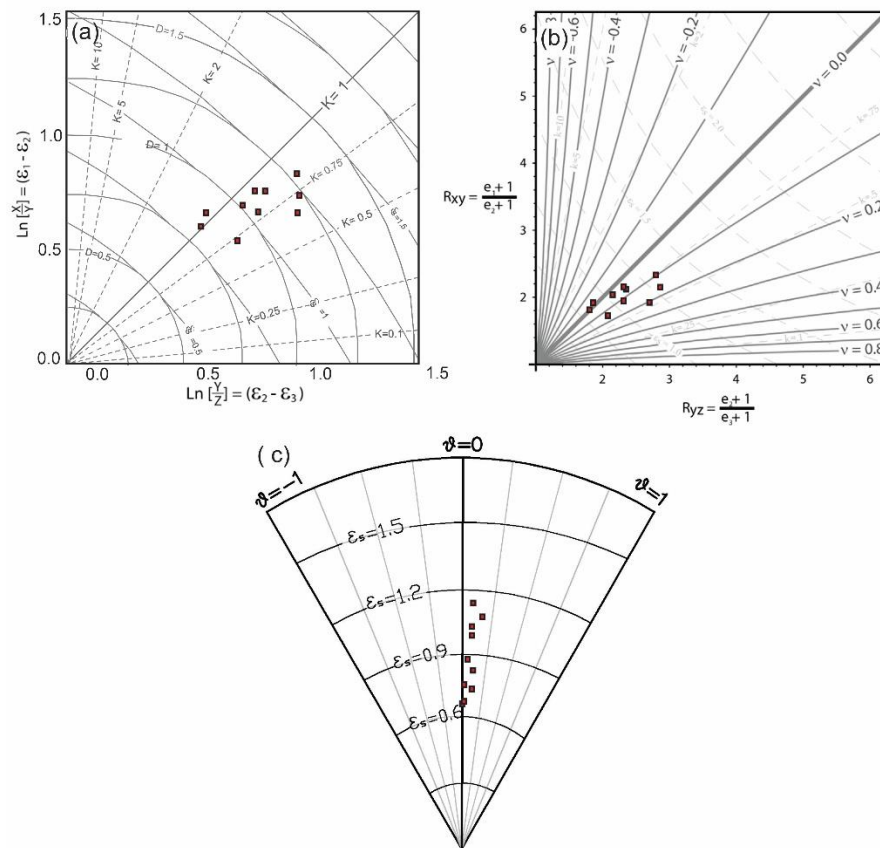 (a)
1.5
1.0
0.5
0.0
0.0
0.5
1.0
1.5
Ln [X/Y] = (ε₁ - ε₂)
Ln [Y/Z] = (ε₂ - ε₃)
K= 10
K= 5
K= 2
K= 1
K= 0.75
K= 0.5
K=0.25
K=0.1
D=1.5
D= 1
D=0.5
(b)
6
5
4
3
2
2
3
4
5
6
Rxy = e₁+1 / e₂+1
Ryz = e₂+1 / e₃+1
ν = -0.6
ν = -0.4
ν = -0.2
ν = 0.0
ν = 0.2
ν = 0.4
ν = 0.6
ν = 0.8
( c)
ϑ=-1
ϑ=0
ϑ=1
εs=1.5
εs=1.2
εs=0.9
εs=0.6